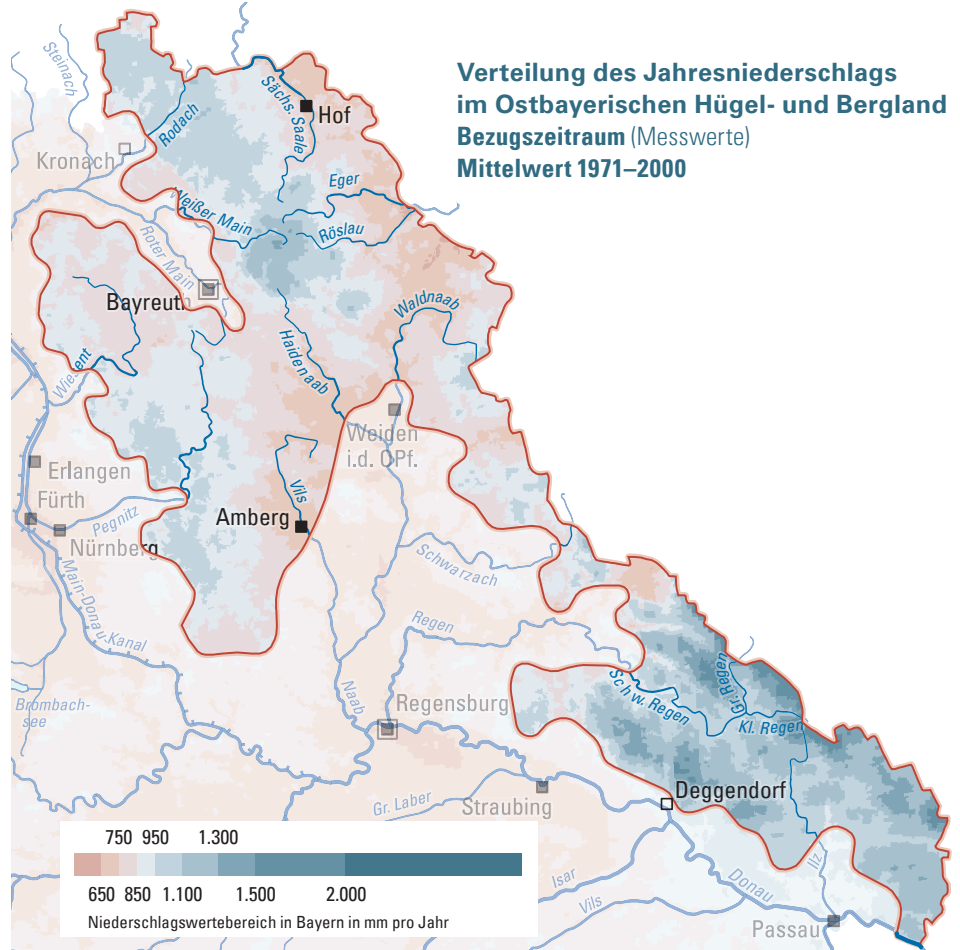 Verteilung des Jahresniederschlags
im Ostbayerischen Hügel- und Bergland
Bezugszeitraum (Messwerte)
Mittelwert 1971–2000
Steinach
Rodach
Sächs. Saale
Hof
Kronach
Eger
Weißer Main
Röslau
Roter Main
Bayreuth
Waldnaab
Haidenaab
Wiesent
Weiden
i.d. OPf.
Erlangen
Fürth
Vils
Amberg
Pegnitz
Nürnberg
Schwarzach
Main-Donau-Kanal
Regen
Naab
Schw. Regen
Gr. Regen
Kl. Regen
Brombach-
see
Regensburg
Deggendorf
Gr. Laber
Straubing
Ilz
Isar
Donau
Vils
Passau
750 950 1.300
650 850 1.100 1.500 2.000
Niederschlagswertebereich in Bayern in mm pro Jahr